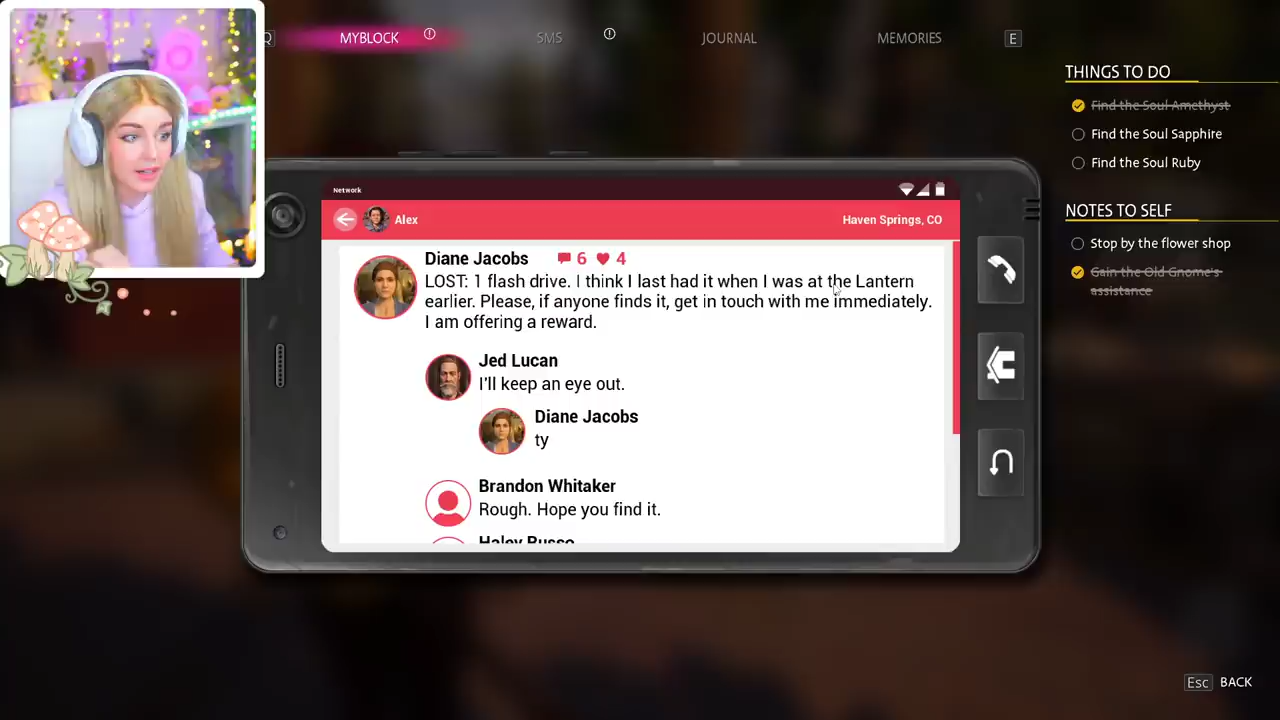 Q MYBLOCK SMS JOURNAL MEMORIES E
THINGS TO DO
Find the Soul Amethyst
Find the Soul Sapphire
Find the Soul Ruby
NOTES TO SELF
Stop by the flower shop
Gain the Old Gnome's
assistance
Network
Alex Haven Springs, CO
Diane Jacobs 6 4
LOST: 1 flash drive. I think I last had it when I was at the Lantern
earlier. Please, if anyone finds it, get in touch with me immediately.
I am offering a reward.
Jed Lucan
I'll keep an eye out.
Diane Jacobs
ty
Brandon Whitaker
Rough. Hope you find it.
Haley Russo
Esc BACK